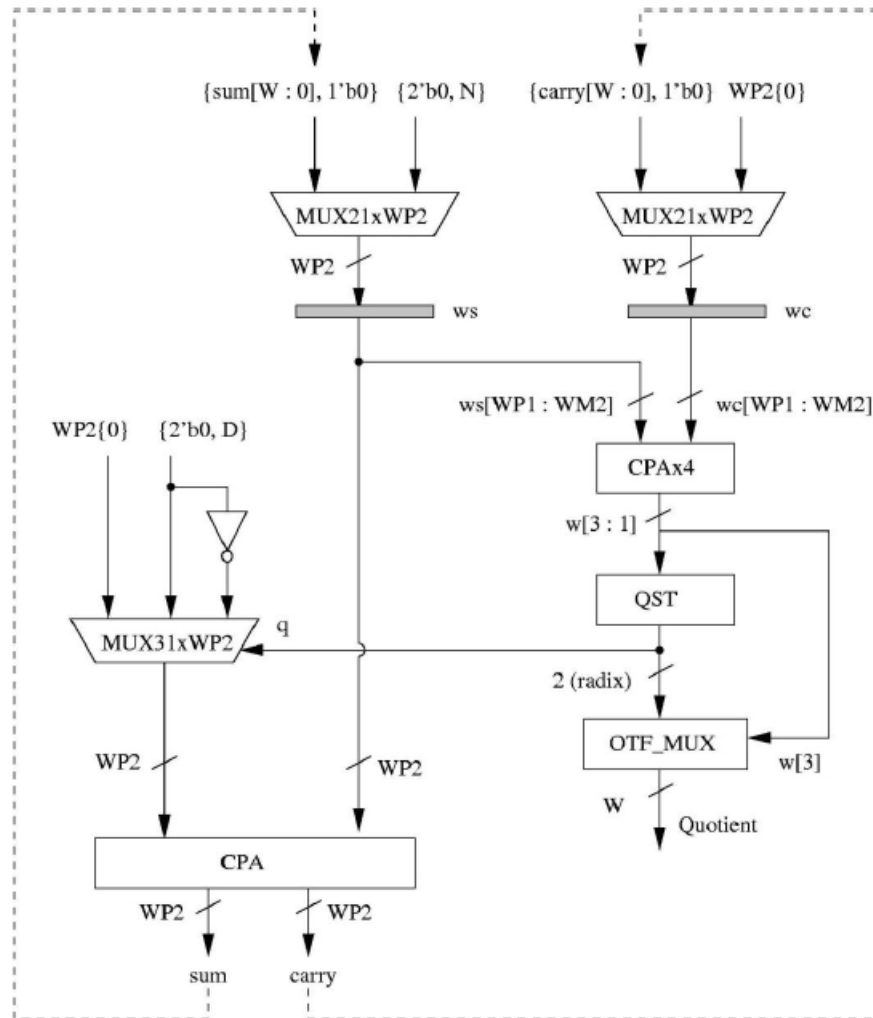 {sum[W : 0], 1'b0} {2'b0, N} {carry[W : 0], 1'b0} WP2{0}
MUX21xWP2 MUX21xWP2
WP2 WP2
ws wc
ws[WP1 : WM2] wc[WP1 : WM2]
WP2{0} {2'b0, D}
CPAx4
w[3 : 1]
QST
q
MUX31xWP2
2 (radix)
OTF_MUX
WP2 WP2 w[3]
W
Quotient
CPA
WP2 WP2
sum carry